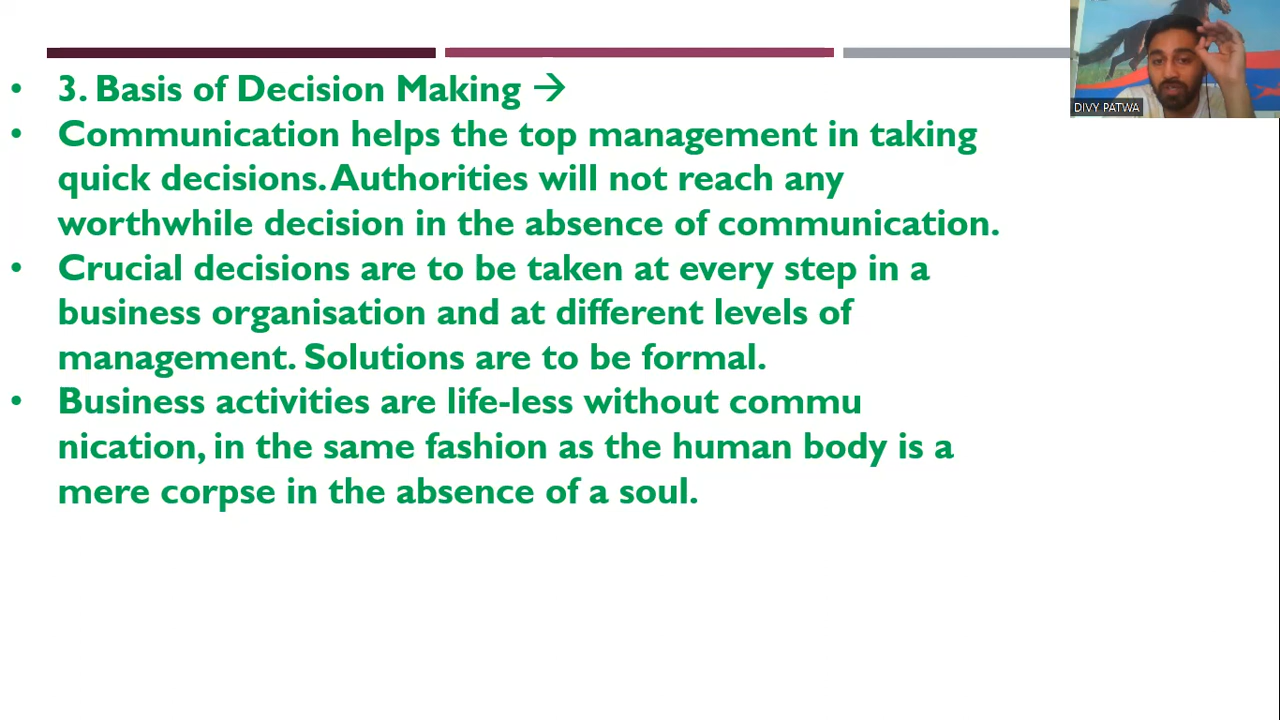 • 3. Basis of Decision Making →
• Communication helps the top management in taking
quick decisions. Authorities will not reach any
worthwhile decision in the absence of communication.
• Crucial decisions are to be taken at every step in a
business organisation and at different levels of
management. Solutions are to be formal.
• Business activities are life-less without commu
nication, in the same fashion as the human body is a
mere corpse in the absence of a soul.
DIVY PATWA